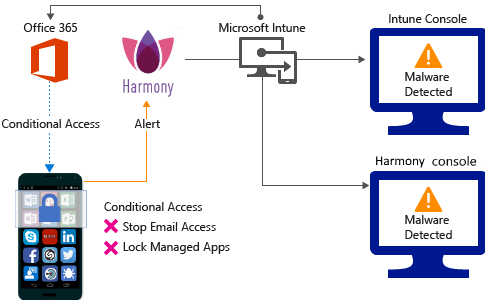 Office 365
Microsoft Intune
Intune Console
Harmony
Malware
Detected
Conditional Access
Alert
Harmony console
Malware
Detected
Conditional Access
Stop Email Access
Lock Managed Apps